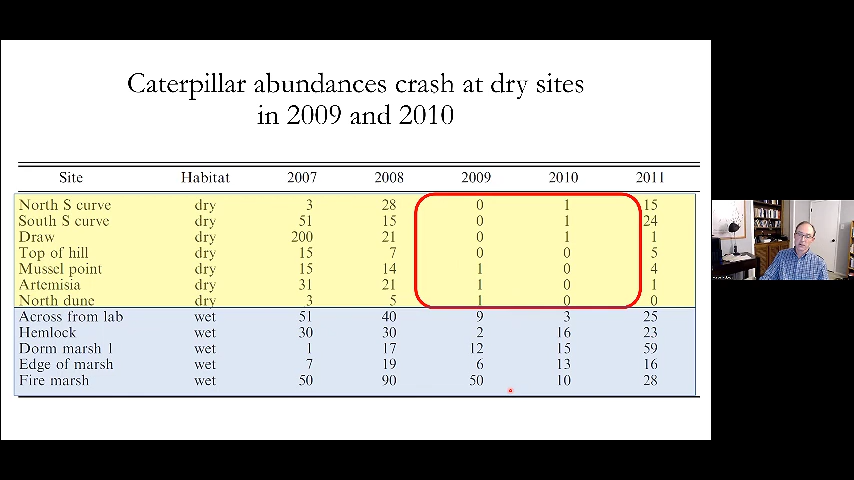 Caterpillar abundances crash at dry sites
in 2009 and 2010
Site Habitat 2007 2008 2009 2010 2011
North S curve dry 3 28 0 1 15
South S curve dry 51 15 0 1 24
Draw dry 200 21 0 1 1
Top of hill dry 15 7 0 0 5
Mussel point dry 15 14 1 0 4
Artemisia dry 31 21 1 0 1
North dune dry 3 5 1 0 0
Across from lab wet 51 40 9 3 25
Hemlock wet 30 30 2 16 23
Dorm marsh 1 wet 1 17 12 15 59
Edge of marsh wet 7 19 6 13 16
Fire marsh wet 50 90 50 10 28